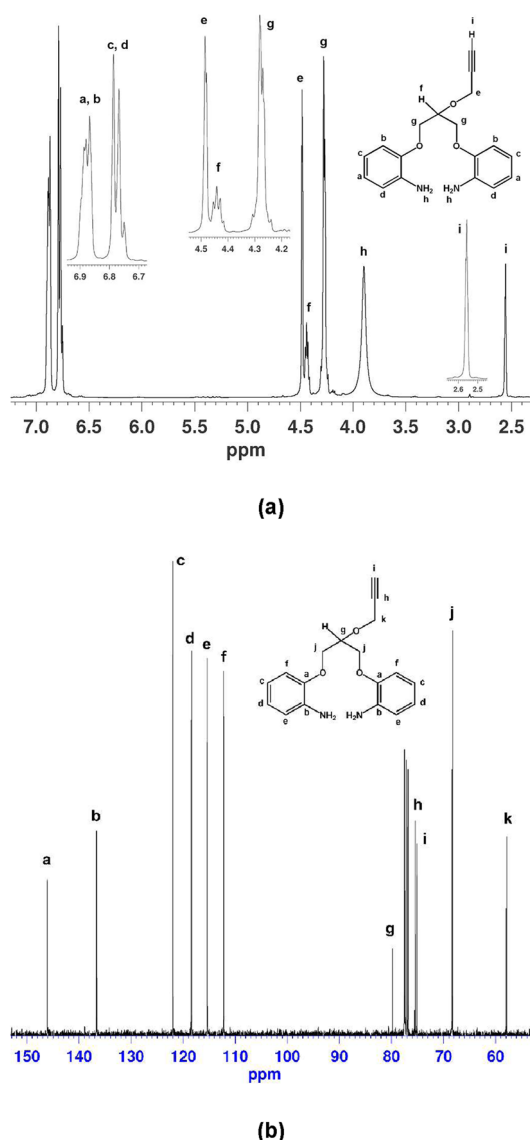 e
g
i
c, d
a, b
f
6.9 6.8 6.7
4.5 4.4 4.3 4.2
g
e
f
h
i
i
2.6 2.5
H
i
H
f
O
e
g
g
b
O
O
b
c
c
a
NH2
H2N
a
d
h
h
d
7.0 6.5 6.0 5.5 5.0 4.5 4.0 3.5 3.0 2.5
ppm
(a)
c
d
e
f
a
b
g
h
i
j
k
i
h
H
g
O
k
j
j
f
a
O
O
a
f
c
c
d
b
NH2
H2N
b
d
e
e
150 140 130 120 110 100 90 80 70 60
ppm
(b)